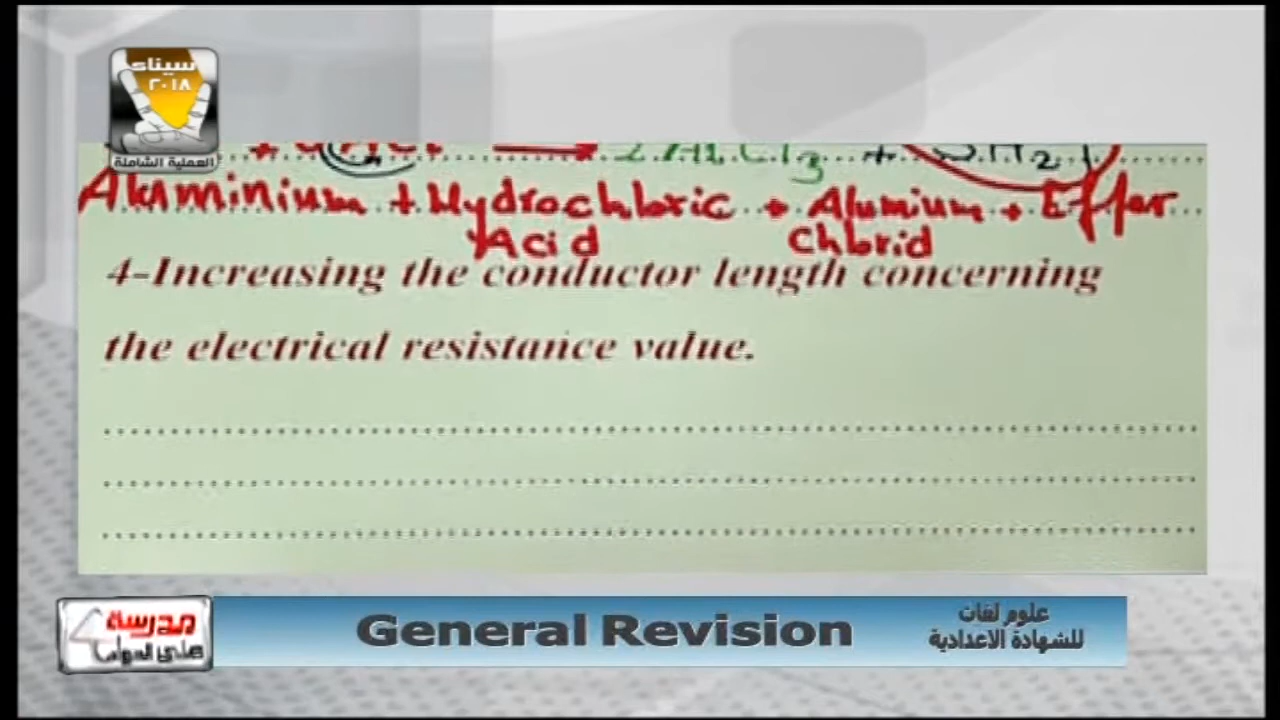 سيناء
٢٠١٨
العملية الشاملة
2AlCl3 + 3H2
Aluminium + Hydrochloric + Alumium + Effer
Acid Chlorid
4-Increasing the conductor length concerning
the electrical resistance value.
مدرسة
على الهواء
General Revision
علوم لغات
للشهادة الاعدادية